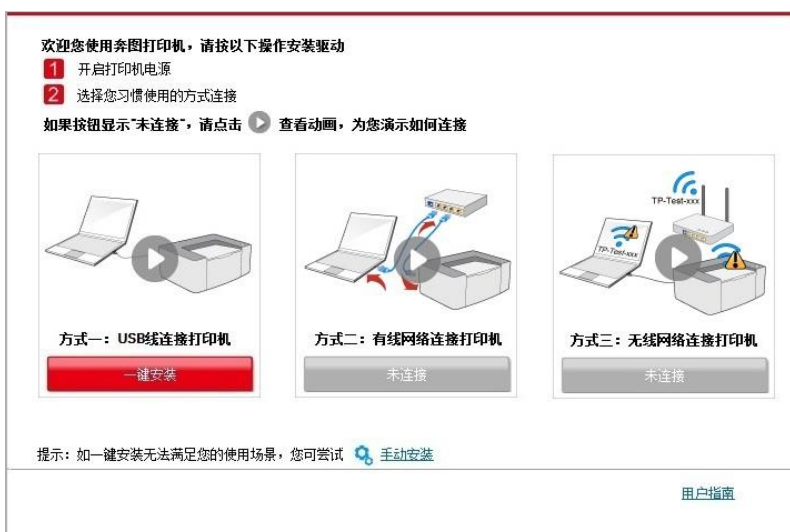 欢迎您使用奔图打印机，请按以下操作安装驱动
1 开启打印机电源
2 选择您习惯使用的方式连接
如果按钮显示"未连接"，请点击 查看动画，为您演示如何连接
TP-Test-xxx
TP-Test-xxx
方式一：USB线连接打印机
方式二：有线网络连接打印机
方式三：无线网络连接打印机
一键安装
未连接
未连接
提示：如一键安装无法满足您的使用场景，您可尝试 手动安装
用户指南